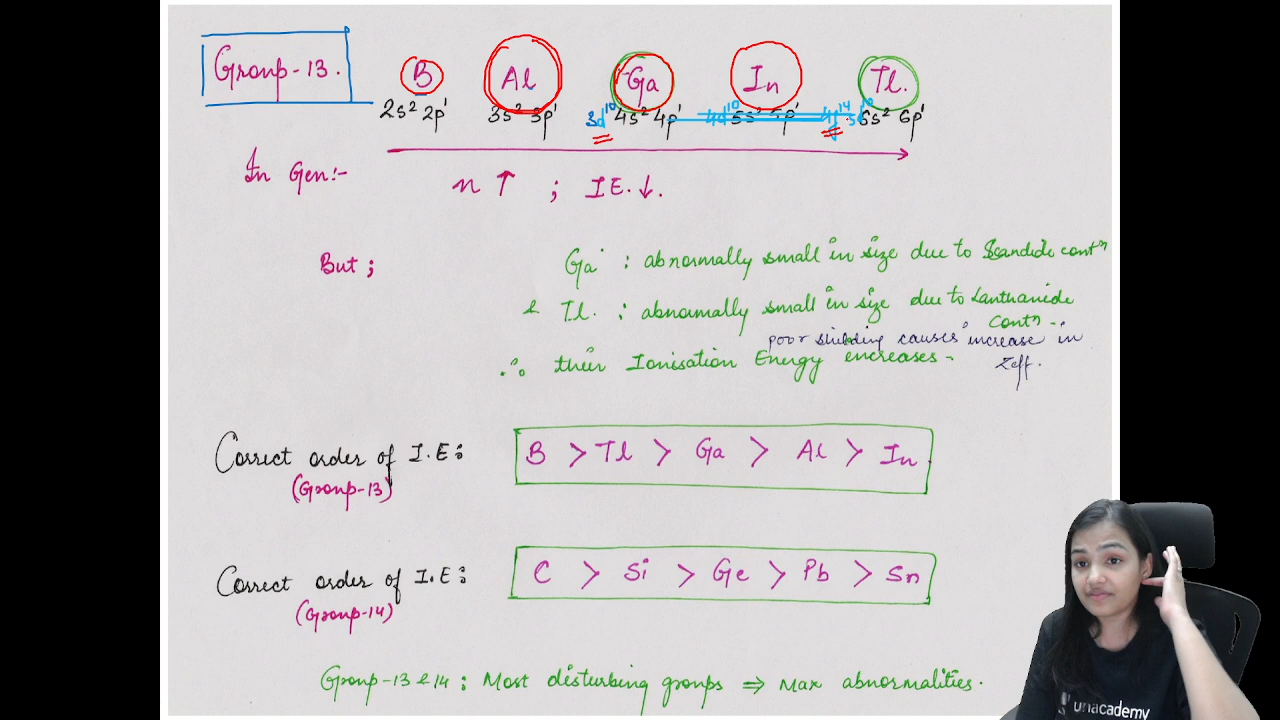 Group-13.
B Al Ga In Tl.
2s² 2p¹ 3s² 3p¹ 3d¹⁰ 4s² 4p¹ 4d¹⁰ 5s² 5p¹ 4f¹⁴ 5d¹⁰ 6s² 6p¹
In Gen:-
n ↑ ; I E. ↓.
But ;
Ga : abnormally small in size due to Scandide contⁿ
& Tl. : abnormally small in size due to Lanthanide
contⁿ -.
poor shielding causes increase in
Zeff.
∴ their Ionisation Energy increases -
Correct order of I.E :
(Group-13)
B > Tl > Ga > Al > In.
Correct order of I.E :
(Group-14)
C > Si > Ge > Pb > Sn
Group-13 & 14 : Most disturbing groups ⇒ Max abnormalities.
unacademy